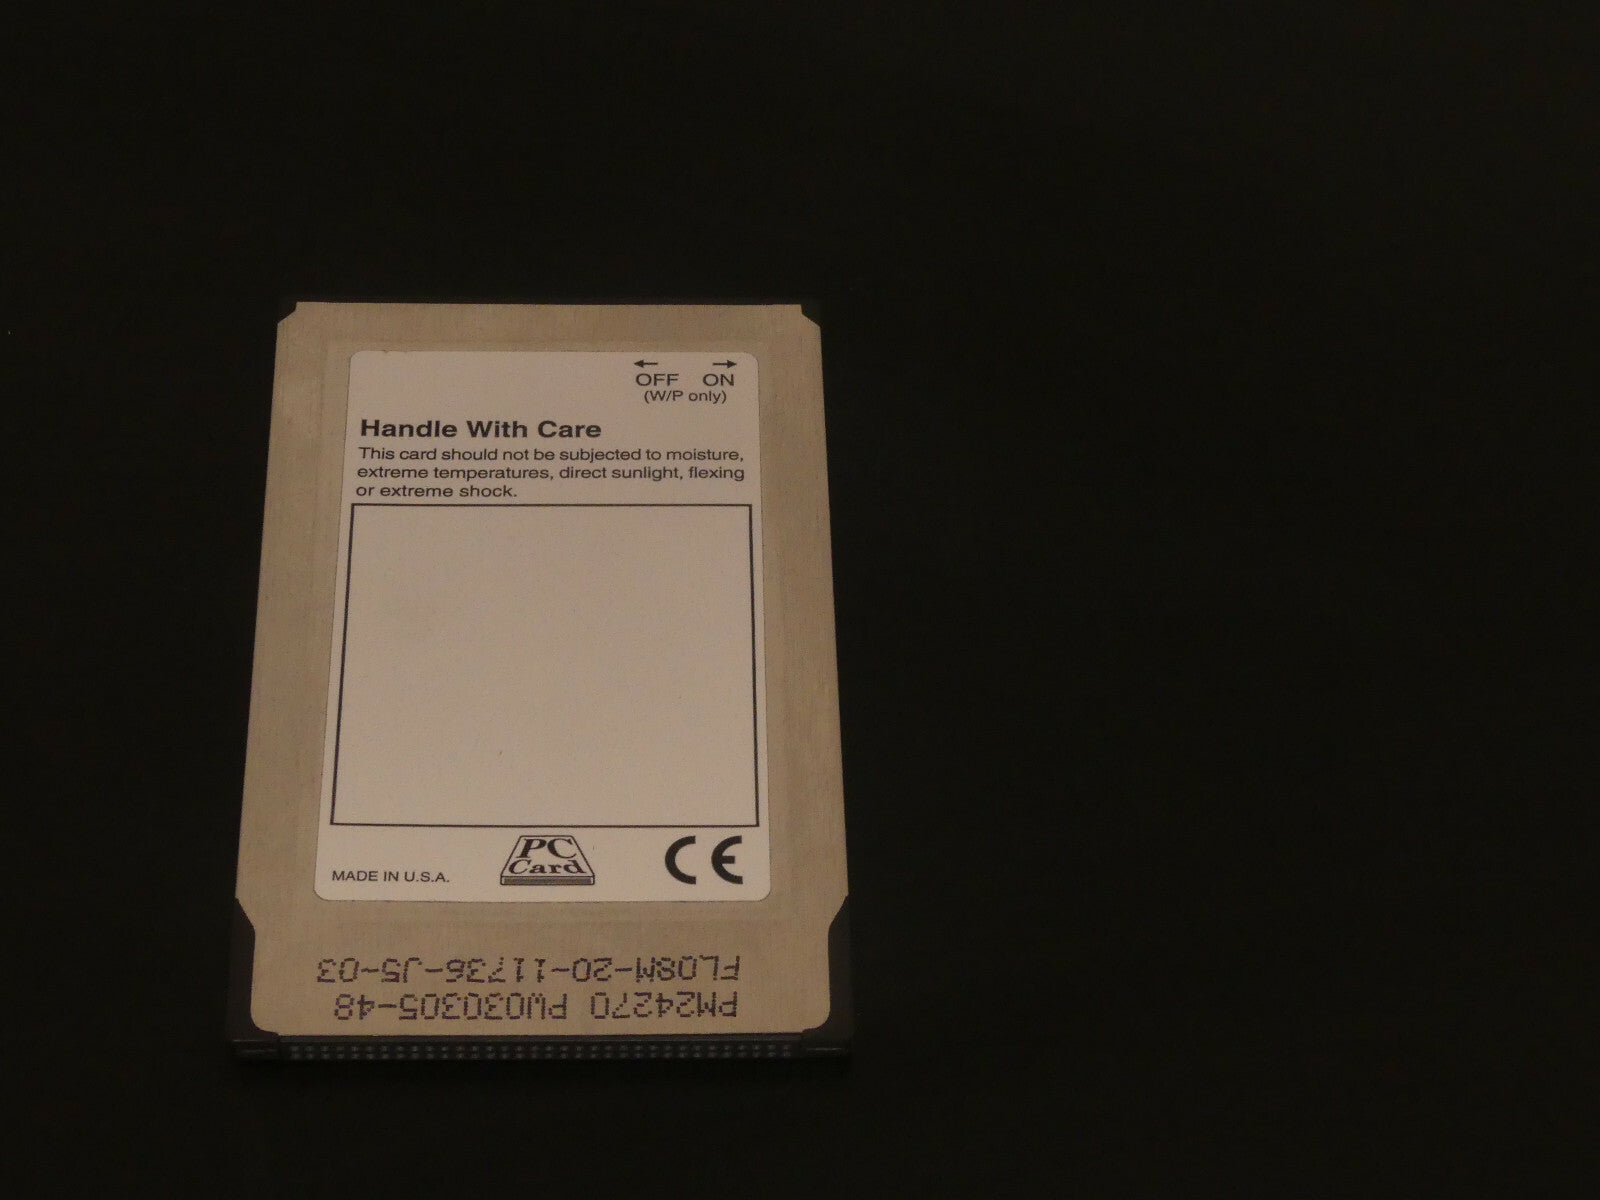 ← →
OFF ON
(W/P only)
Handle With Care
This card should not be subjected to moisture,
extreme temperatures, direct sunlight, flexing
or extreme shock.
PC
Card
MADE IN U.S.A.
CE
PM24270 PW030305-48
FL08M-20-11736-J5-03